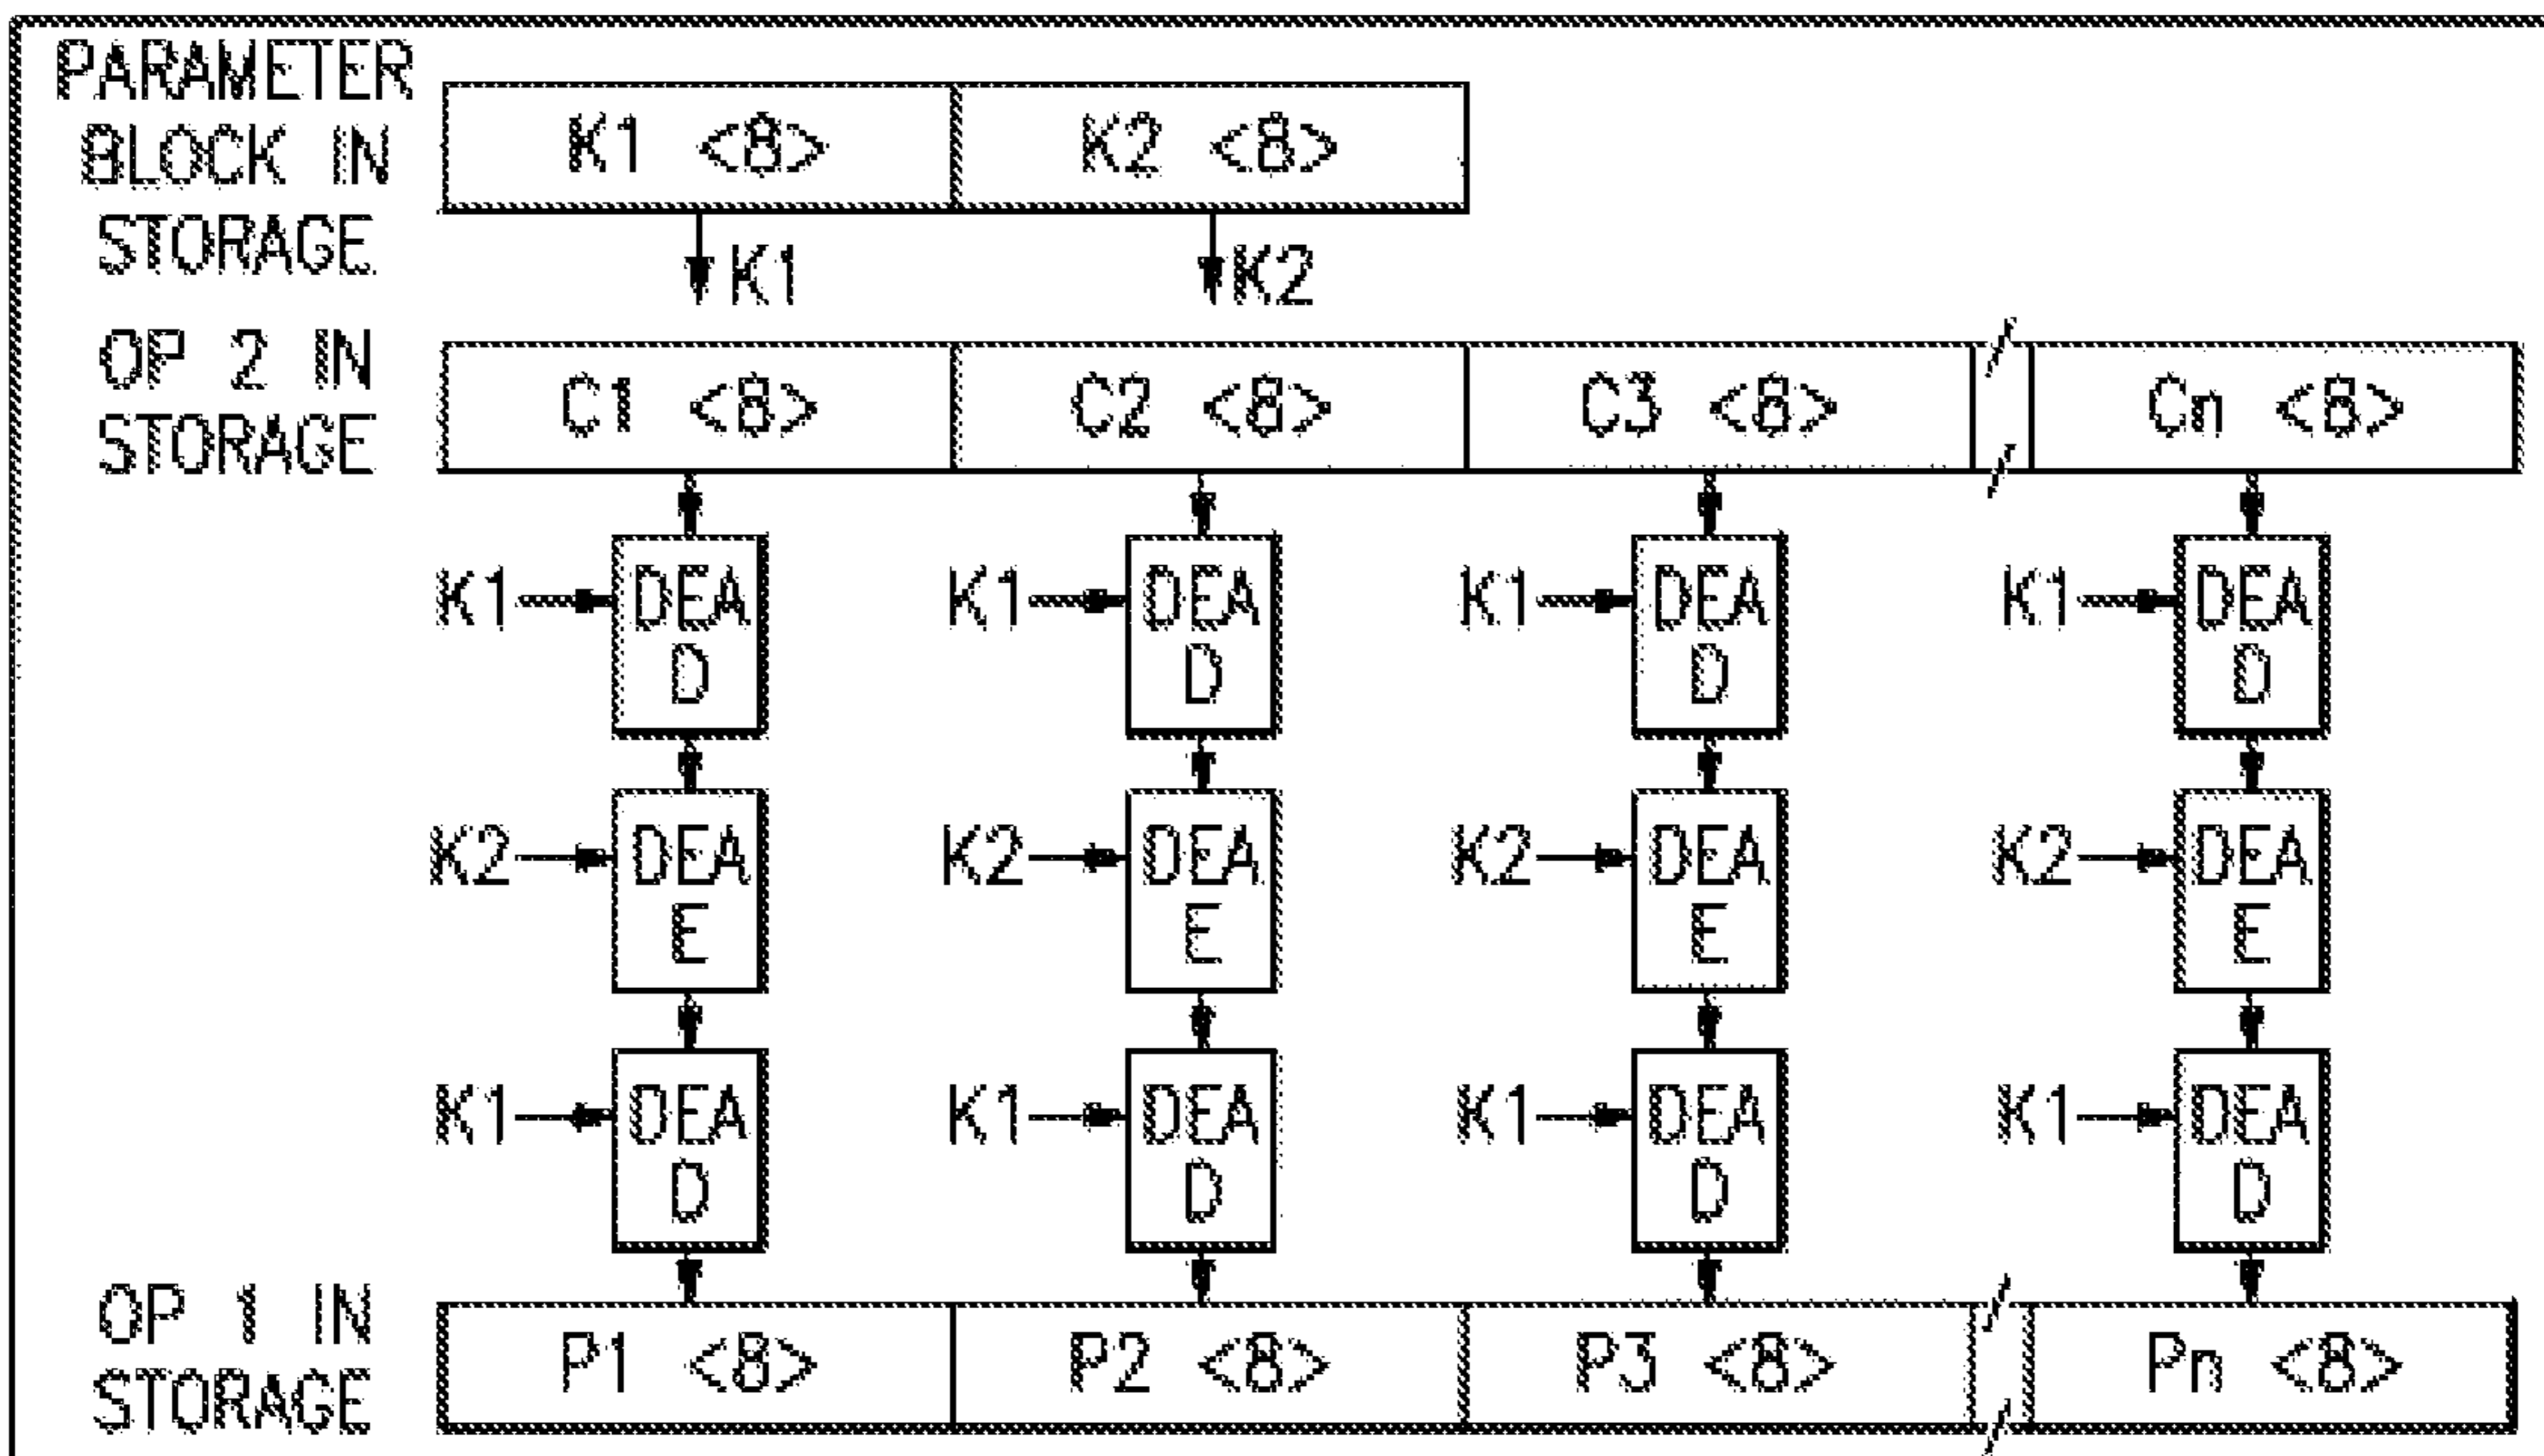 PARAMETER
BLOCK IN
STORAGE
K1 <8> K2 <8>
K1 K2
OP 2 IN
STORAGE
C1 <8> C2 <8> C3 <8> Cn <8>
K1 DEA K1 DEA K1 DEA K1 DEA
D D D D
K2 DEA K2 DEA K2 DEA K2 DEA
E E E E
K1 DEA K1 DEA K1 DEA K1 DEA
D D D D
OP 1 IN
STORAGE
P1 <8> P2 <8> P3 <8> Pn <8>